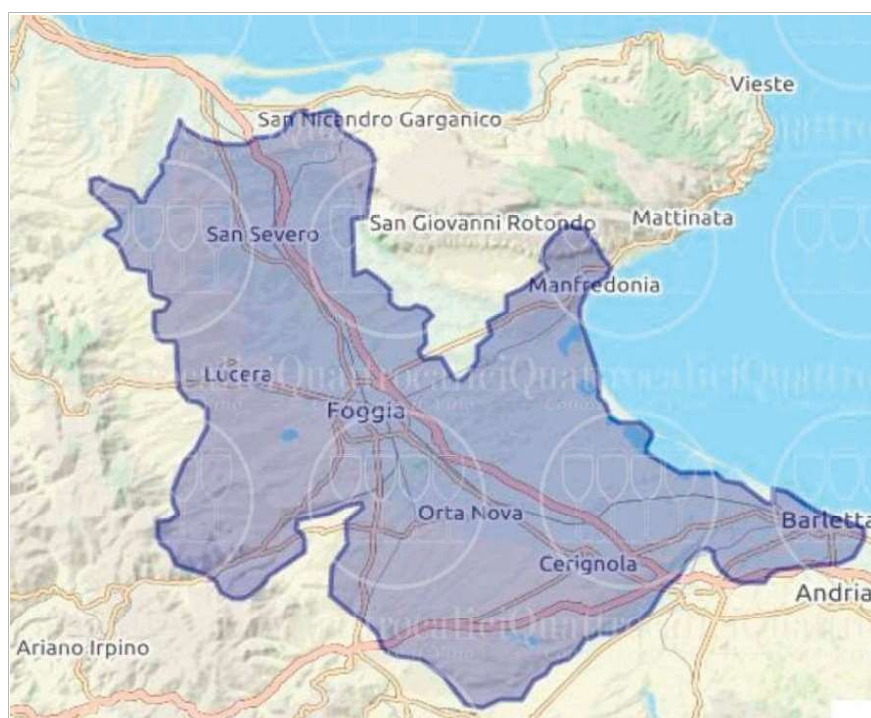 Vieste
San Nicandro Garganico
San Giovanni Rotondo
Mattinata
San Severo
Manfredonia
Lucera
QuattrocaliciQuattrocaliciQuattro
Foggia
Orta Nova
Barletta
Cerignola
Andria
Ariano Irpino